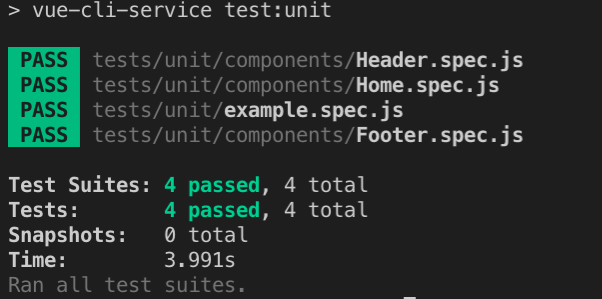 > vue-cli-service test:unit
PASS tests/unit/components/Header.spec.js
PASS tests/unit/components/Home.spec.js
PASS tests/unit/example.spec.js
PASS tests/unit/components/Footer.spec.js
Test Suites: 4 passed, 4 total
Tests: 4 passed, 4 total
Snapshots: 0 total
Time: 3.991s
Ran all test suites.